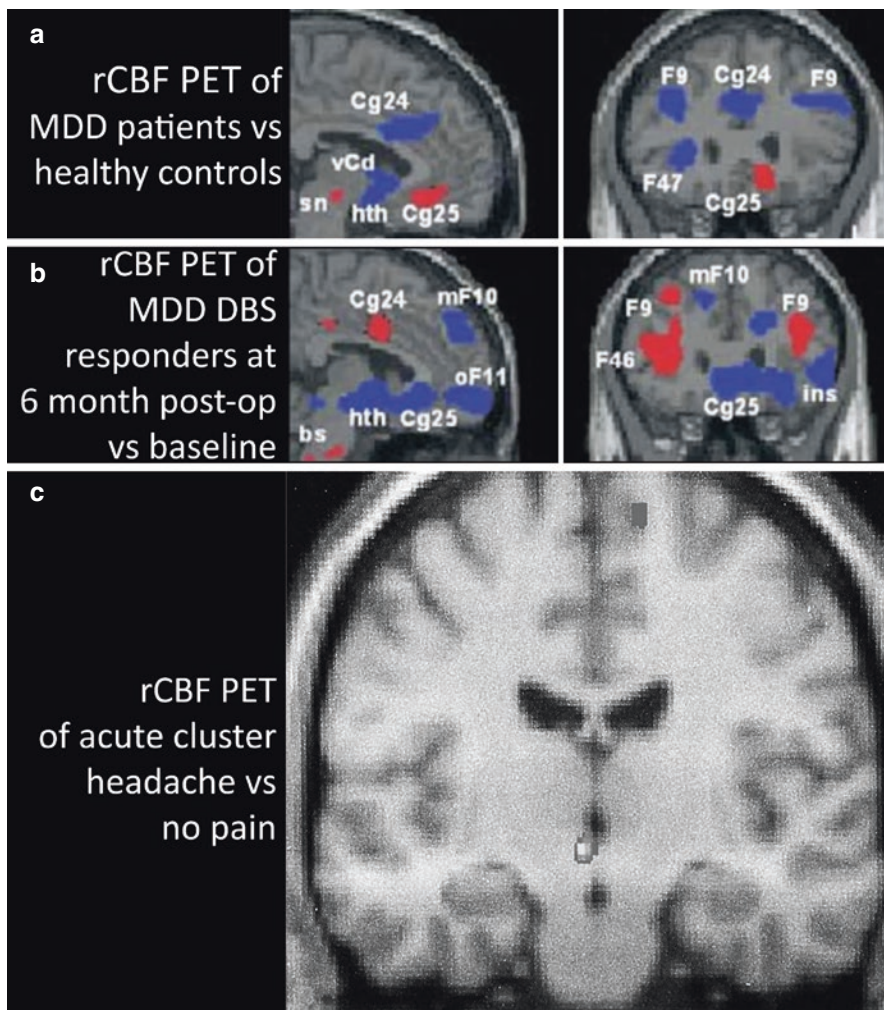 a
rCBF PET of
MDD patients vs
healthy controls
Cg24
vCd
sn
hth
Cg25
F9
Cg24
F9
F47
Cg25
b
rCBF PET of
MDD DBS
responders at
6 month post-op
vs baseline
Cg24
mF10
oF11
hth
Cg25
bs
mF10
F9
F9
F46
Cg25
ins
c
rCBF PET
of acute cluster
headache vs
no pain